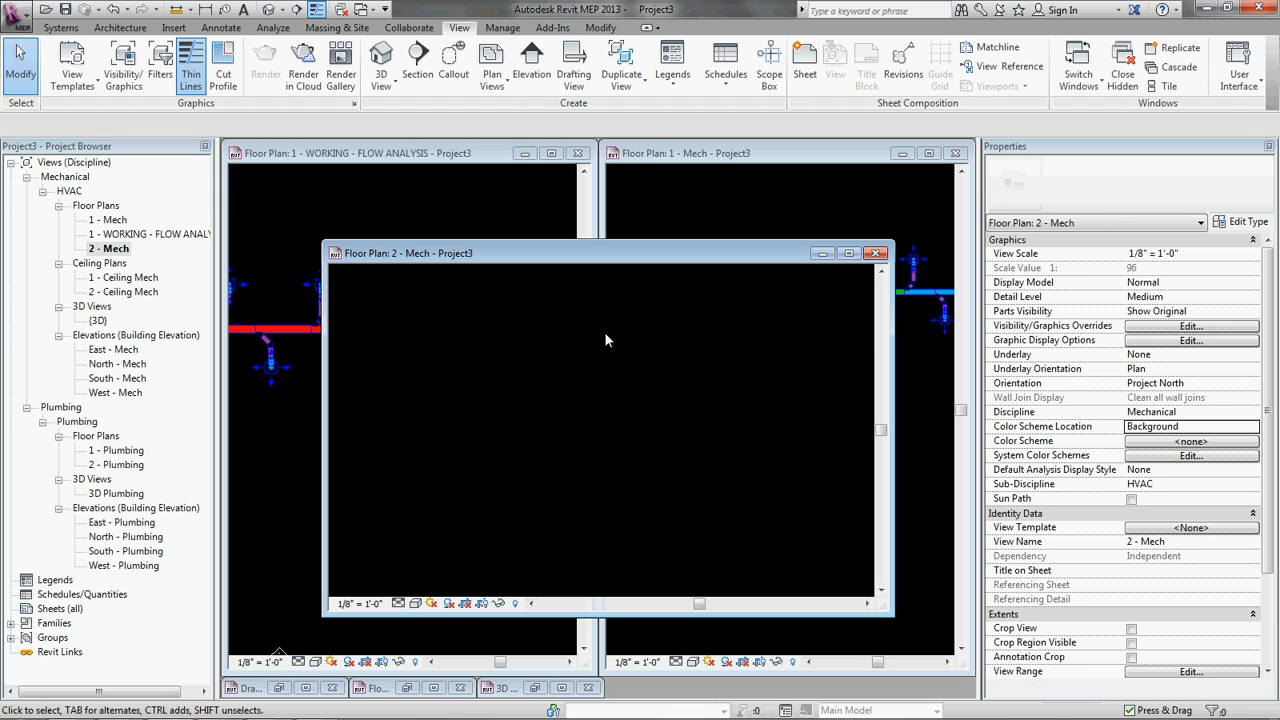 Autodesk Revit MEP 2013 - Project3
Type a keyword or phrase
Sign In
MEP
Systems Architecture Insert Annotate Analyze Massing & Site Collaborate View Manage Add-Ins Modify
Modify
View Templates
Visibility/ Graphics
Filters
Thin Lines
Cut Profile
Render
Render in Cloud
Render Gallery
3D View
Section
Callout
Plan Views
Elevation
Drafting View
Duplicate View
Legends
Schedules
Scope Box
Sheet
View
Title Block
Revisions
Guide Grid
Matchline
View Reference
Viewports
Switch Windows
Close Hidden
Replicate
Cascade
Tile
User Interface
Select Graphics Create Sheet Composition Windows
Project3 - Project Browser
Views (Discipline)
Mechanical
HVAC
Floor Plans
1 - Mech
1 - WORKING - FLOW ANALY
2 - Mech
Ceiling Plans
1 - Ceiling Mech
2 - Ceiling Mech
3D Views
{3D}
Elevations (Building Elevation)
East - Mech
North - Mech
South - Mech
West - Mech
Plumbing
Plumbing
Floor Plans
1 - Plumbing
2 - Plumbing
3D Views
3D Plumbing
Elevations (Building Elevation)
East - Plumbing
North - Plumbing
South - Plumbing
West - Plumbing
Legends
Schedules/Quantities
Sheets (all)
Families
Groups
Revit Links
Floor Plan: 1 - WORKING - FLOW ANALYSIS - Project3
Floor Plan: 1 - Mech - Project3
Floor Plan: 2 - Mech - Project3
1/8" = 1'-0"
1/8" = 1'-0"
1/8" = 1'-0"
Dra...
Flo...
3D ...
Properties
Floor Plan: 2 - Mech
Edit Type
Graphics
View Scale 1/8" = 1'-0"
Scale Value 1: 96
Display Model Normal
Detail Level Medium
Parts Visibility Show Original
Visibility/Graphics Overrides Edit...
Graphic Display Options Edit...
Underlay None
Underlay Orientation Plan
Orientation Project North
Wall Join Display Clean all wall joins
Discipline Mechanical
Color Scheme Location Background
Color Scheme <none>
System Color Schemes Edit...
Default Analysis Display Style None
Sub-Discipline HVAC
Sun Path
Identity Data
View Template <None>
View Name 2 - Mech
Dependency Independent
Title on Sheet
Referencing Sheet
Referencing Detail
Extents
Crop View
Crop Region Visible
Annotation Crop
View Range Edit...
Click to select, TAB for alternates, CTRL adds, SHIFT unselects.
:0
Main Model
Press & Drag
:0